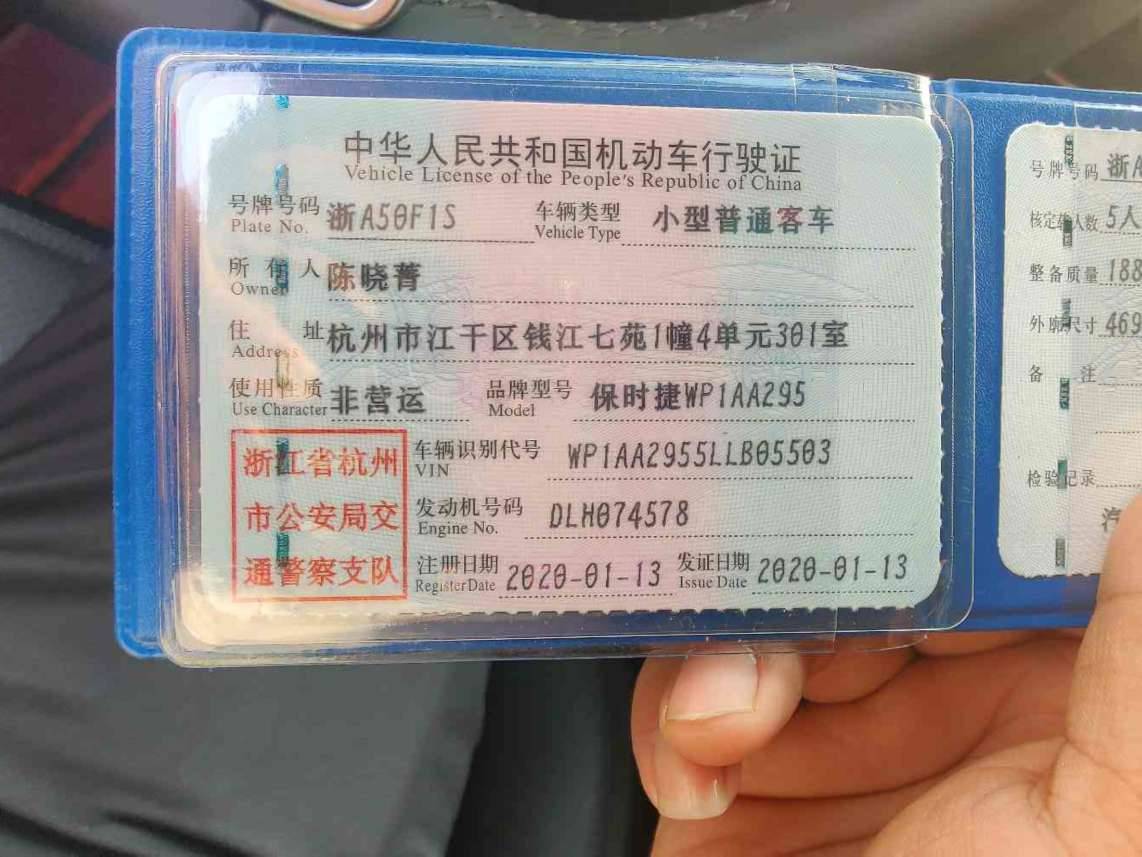 中华人民共和国机动车行驶证
Vehicle License of the People's Republic of China
号牌号码 浙A50F1S 车辆类型 小型普通客车
Plate No. Vehicle Type
所有人 陈晓菁
Owner
住址 杭州市江干区钱江七苑1幢4单元301室
Address
使用性质 非营运 品牌型号 保时捷WP1AA295
Use Character Model
浙江省杭州
市公安局交
通警察支队
车辆识别代号 WP1AA2955LLB05503
VIN
发动机号码 DLH074578
Engine No.
注册日期 2020-01-13 发证日期 2020-01-13
Register Date Issue Date
号牌号码 浙A
核定载人数 5人
整备质量 188
外廓尺寸 469
备注
检验记录